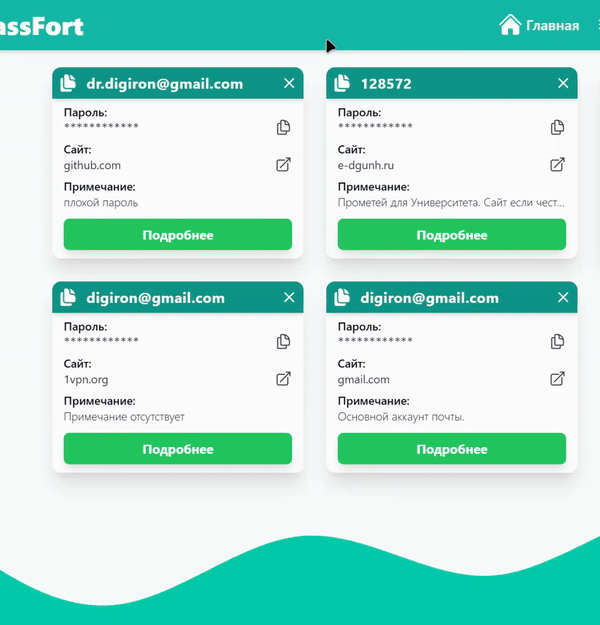 assFort
Главная
dr.digiron@gmail.com
Пароль:
************
Сайт:
github.com
Примечание:
плохой пароль
Подробнее
128572
Пароль:
************
Сайт:
e-dgunh.ru
Примечание:
Прометей для Университета. Сайт если чест...
Подробнее
digiron@gmail.com
Пароль:
************
Сайт:
1vpn.org
Примечание:
Примечание отсутствует
Подробнее
digiron@gmail.com
Пароль:
************
Сайт:
gmail.com
Примечание:
Основной аккаунт почты.
Подробнее